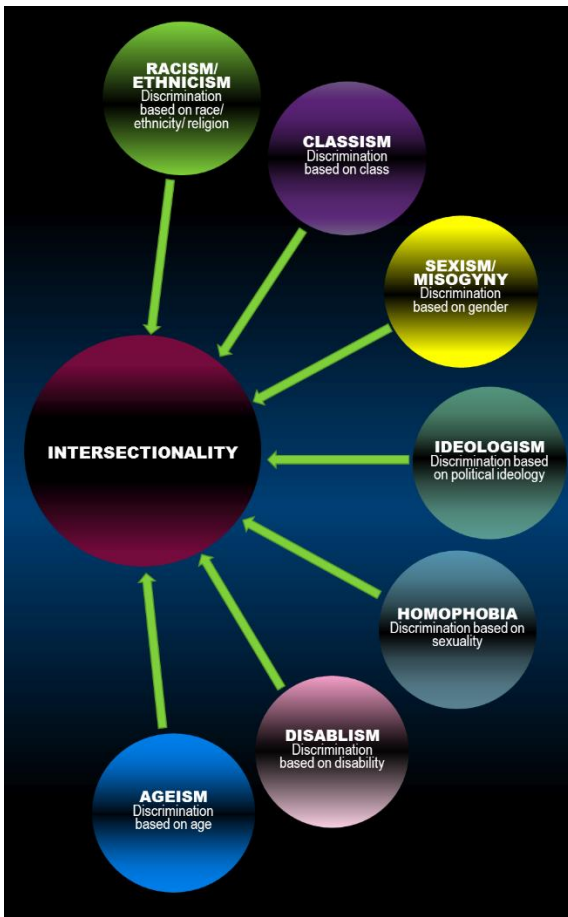 RACISM/
ETHNICISM
Discrimination
based on race/
ethnicity/ religion
CLASSISM
Discrimination
based on class
SEXISM/
MISOGYNY
Discrimination
based on gender
INTERSECTIONALITY
IDEOLOGISM
Discrimination based
on political ideology
HOMOPHOBIA
Discrimination based on
sexuality
DISABLISM
Discrimination
based on disability
AGEISM
Discrimination
based on age